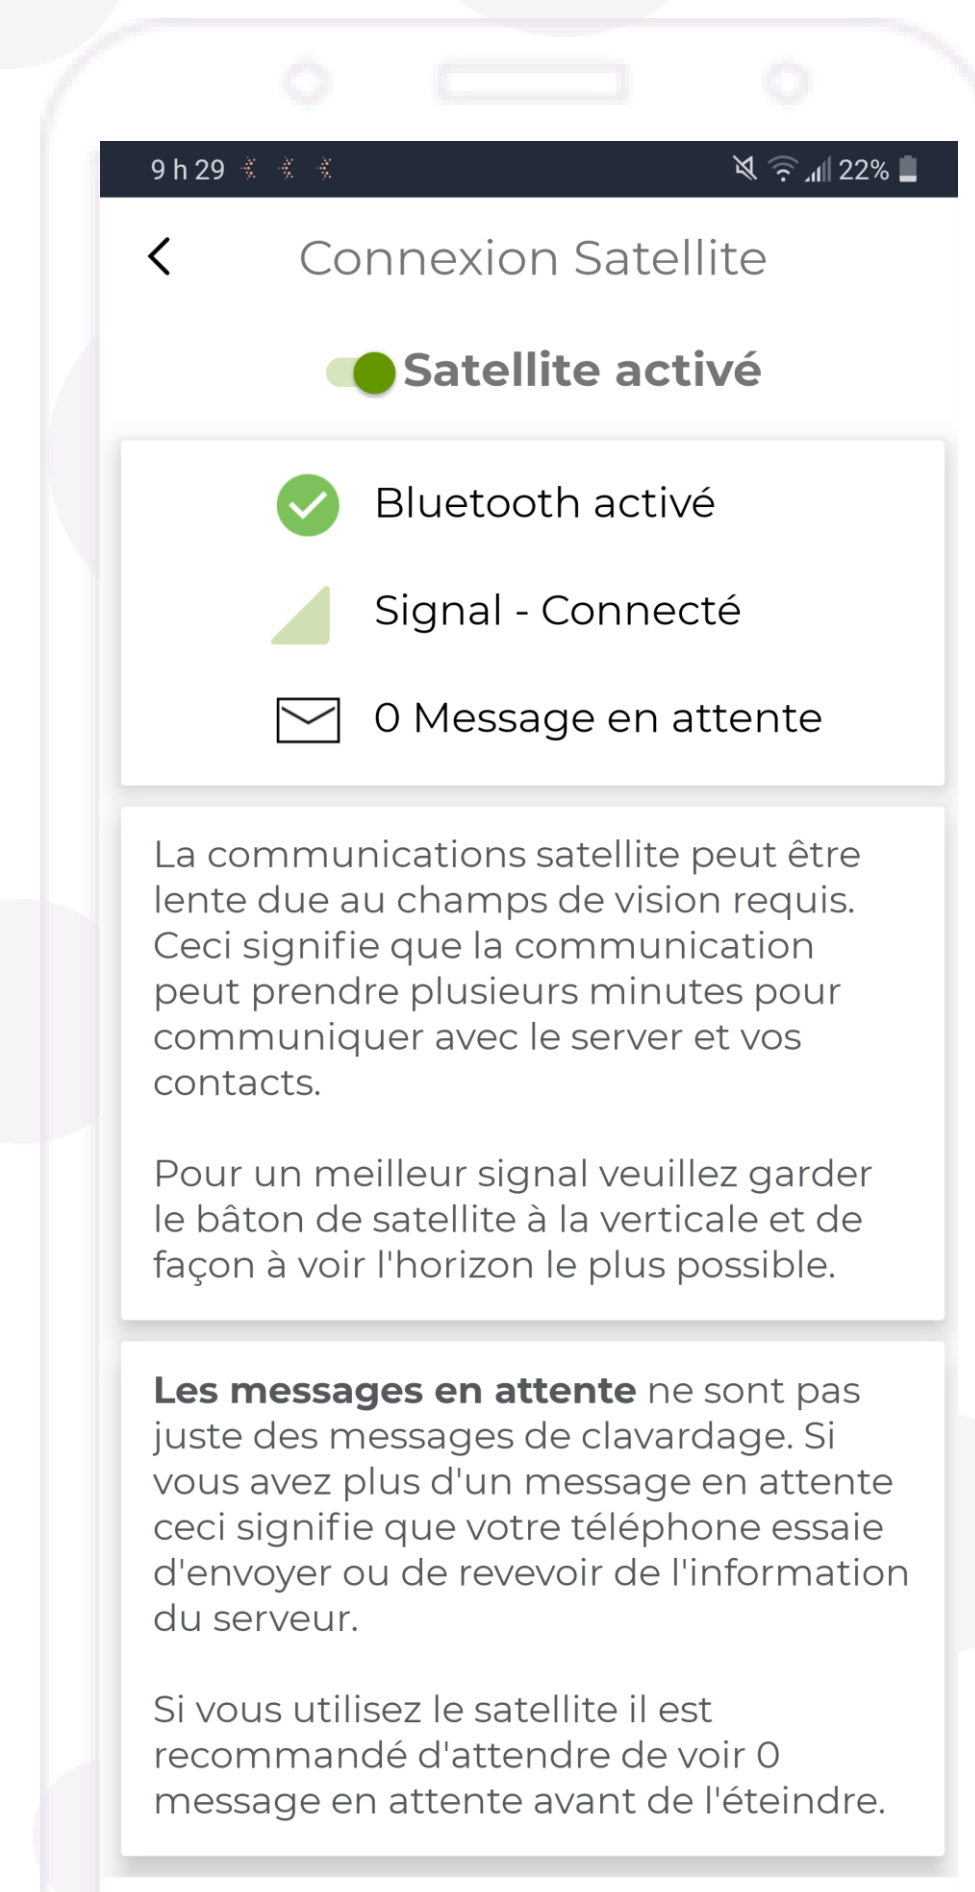 9 h 29
22%
Connexion Satellite
Satellite activé
Bluetooth activé
Signal - Connecté
0 Message en attente
La communications satellite peut être
lente due au champs de vision requis.
Ceci signifie que la communication
peut prendre plusieurs minutes pour
communiquer avec le server et vos
contacts.
Pour un meilleur signal veuillez garder
le bâton de satellite à la verticale et de
façon à voir l'horizon le plus possible.
Les messages en attente ne sont pas
juste des messages de clavardage. Si
vous avez plus d'un message en attente
ceci signifie que votre téléphone essaie
d'envoyer ou de revevoir de l'information
du serveur.
Si vous utilisez le satellite il est
recommandé d'attendre de voir 0
message en attente avant de l'éteindre.